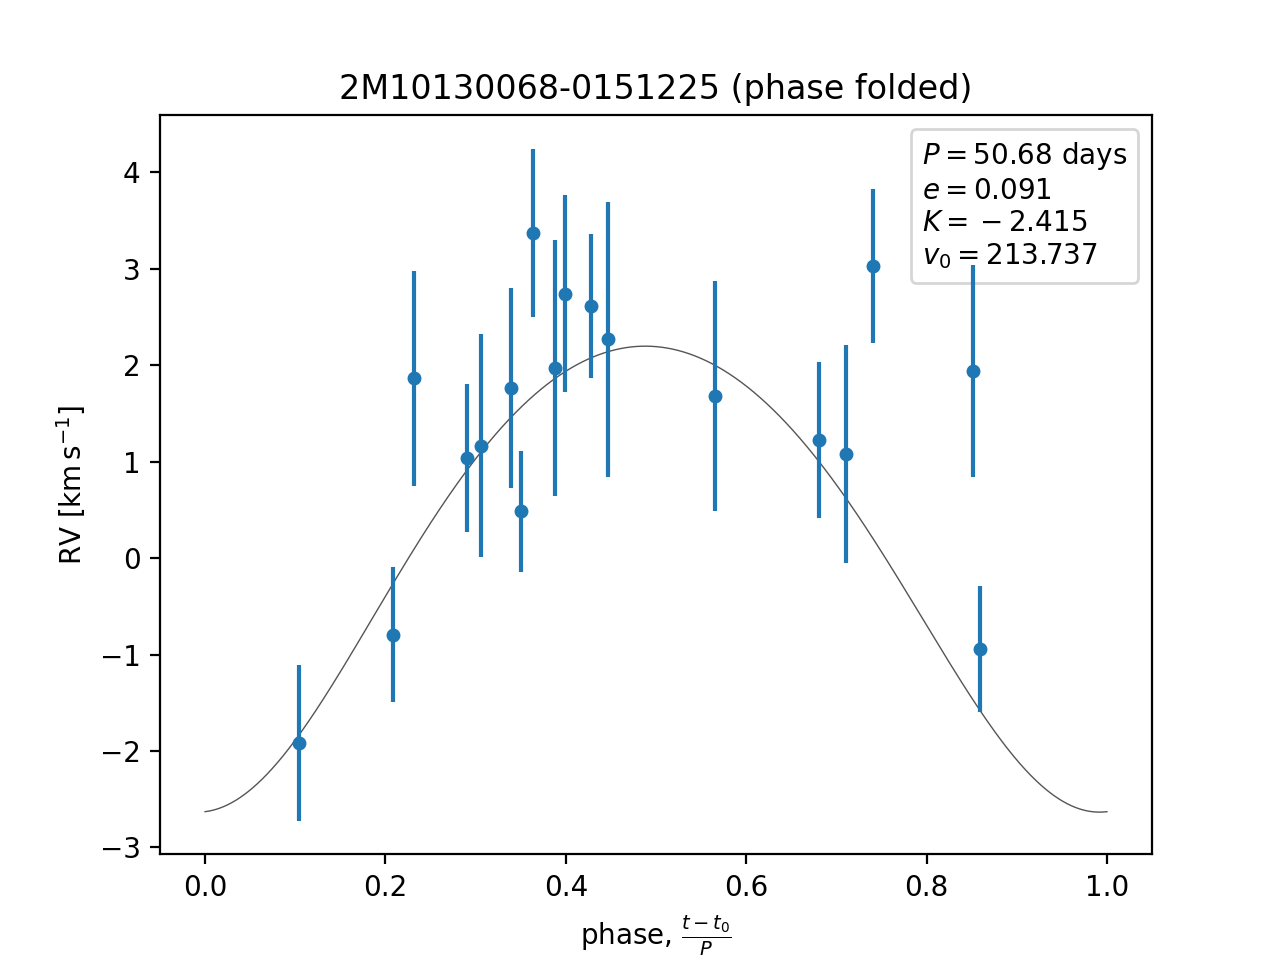 2M10130068-0151225 (phase folded)
P = 50.68 days
e = 0.091
K = −2.415
v₀ = 213.737
RV [km s⁻¹]
4
3
2
1
0
−1
−2
−3
0.0 0.2 0.4 0.6 0.8 1.0
phase, (t − t₀)/P